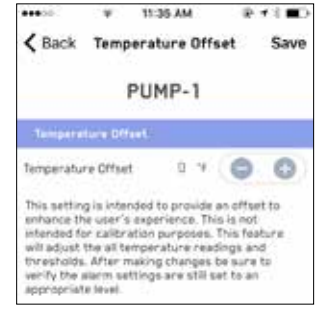 11:35 AM
Back Temperature Offset Save
PUMP-1
Temperature Offset
Temperature Offset 0 °F
This setting is intended to provide an offset to
enhance the user's experience. This is not
intended for calibration purposes. This feature
will adjust the all temperature readings and
thresholds. After making changes be sure to
verify the alarm settings are still set to an
appropriate level.